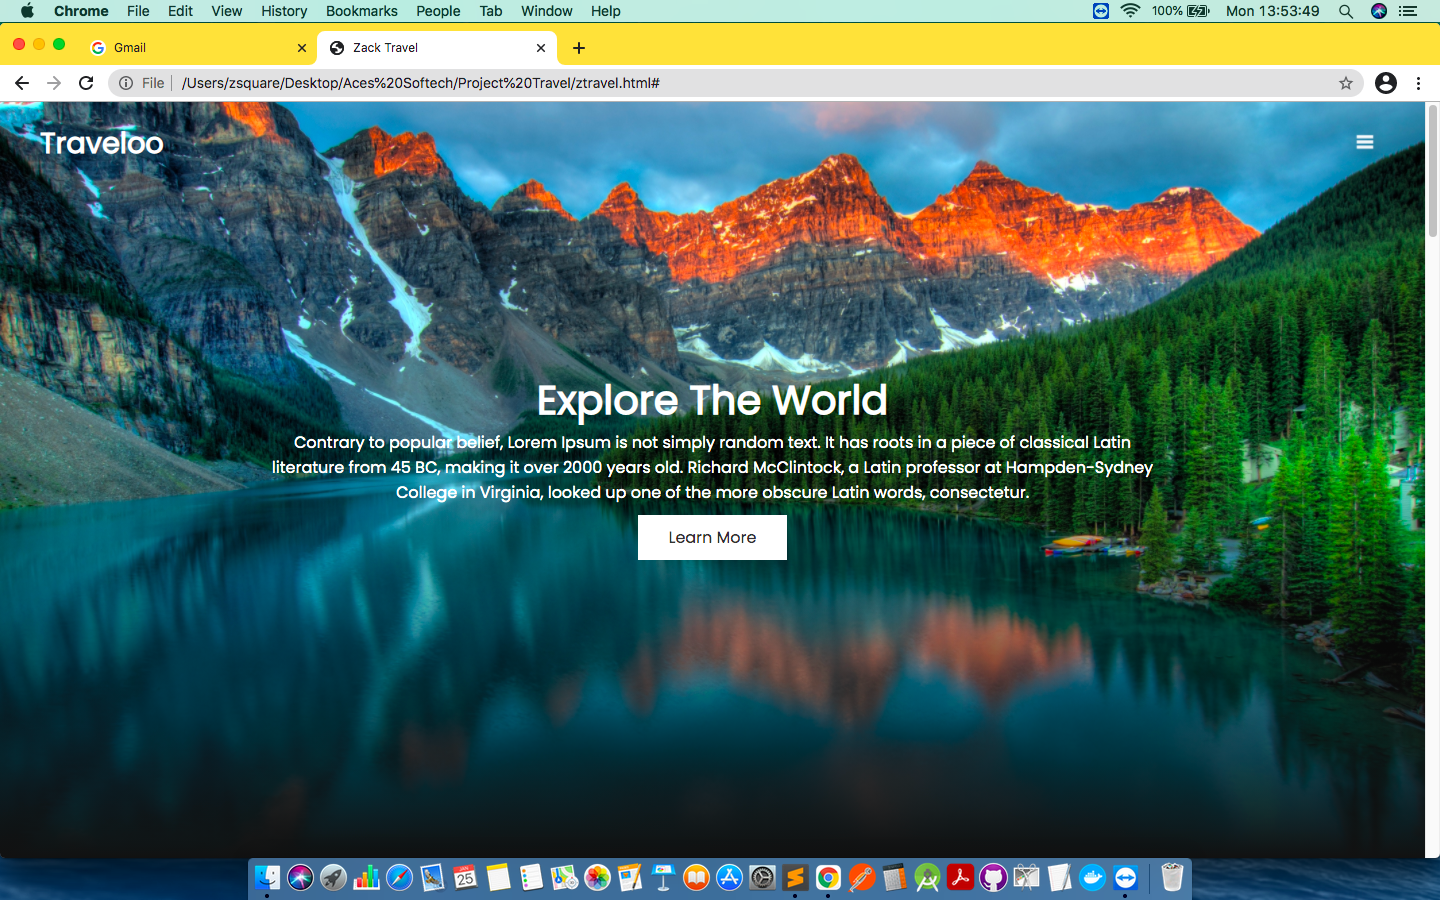 Chrome File Edit View History Bookmarks People Tab Window Help 100% Mon 13:53:49
Gmail Zack Travel
File /Users/zsquare/Desktop/Aces%20Softech/Project%20Travel/ztravel.html#
Traveloo
Explore The World
Contrary to popular belief, Lorem Ipsum is not simply random text. It has roots in a piece of classical Latin
literature from 45 BC, making it over 2000 years old. Richard McClintock, a Latin professor at Hampden-Sydney
College in Virginia, looked up one of the more obscure Latin words, consectetur.
Learn More
JAN
25